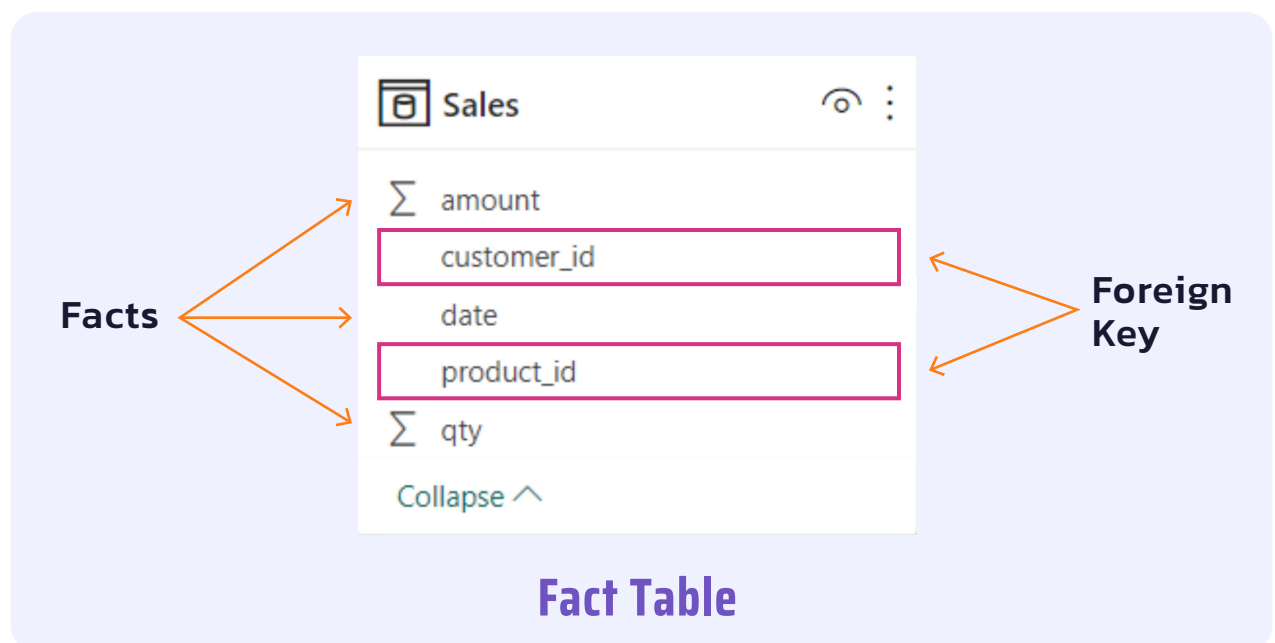 Sales
amount
customer_id
Facts
date
Foreign
Key
product_id
qty
Collapse
Fact Table